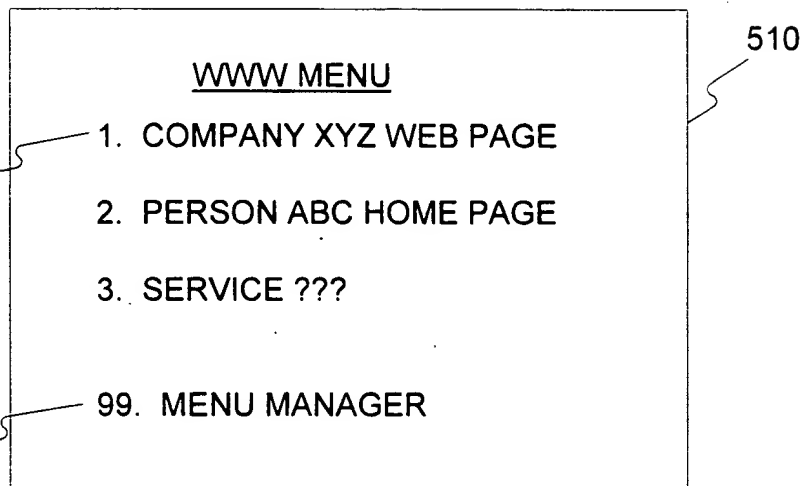 510
WWW MENU
1. COMPANY XYZ WEB PAGE
2. PERSON ABC HOME PAGE
3. SERVICE ???
99. MENU MANAGER